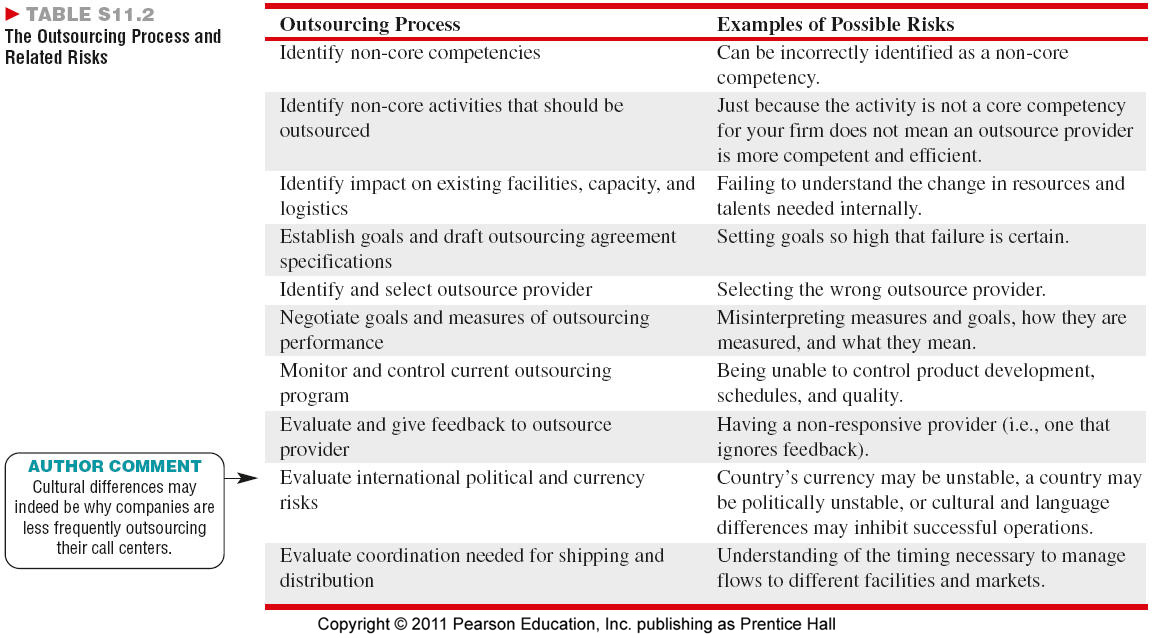 ► TABLE S11.2
The Outsourcing Process and
Related Risks
Outsourcing Process
Examples of Possible Risks
Identify non-core competencies
Can be incorrectly identified as a non-core
competency.
Identify non-core activities that should be
outsourced
Just because the activity is not a core competency
for your firm does not mean an outsource provider
is more competent and efficient.
Identify impact on existing facilities, capacity, and
logistics
Failing to understand the change in resources and
talents needed internally.
Establish goals and draft outsourcing agreement
specifications
Setting goals so high that failure is certain.
Identify and select outsource provider
Selecting the wrong outsource provider.
Negotiate goals and measures of outsourcing
performance
Misinterpreting measures and goals, how they are
measured, and what they mean.
Monitor and control current outsourcing
program
Being unable to control product development,
schedules, and quality.
Evaluate and give feedback to outsource
provider
Having a non-responsive provider (i.e., one that
ignores feedback).
AUTHOR COMMENT
Cultural differences may
indeed be why companies are
less frequently outsourcing
their call centers.
Evaluate international political and currency
risks
Country's currency may be unstable, a country may
be politically unstable, or cultural and language
differences may inhibit successful operations.
Evaluate coordination needed for shipping and
distribution
Understanding of the timing necessary to manage
flows to different facilities and markets.
Copyright © 2011 Pearson Education, Inc. publishing as Prentice Hall